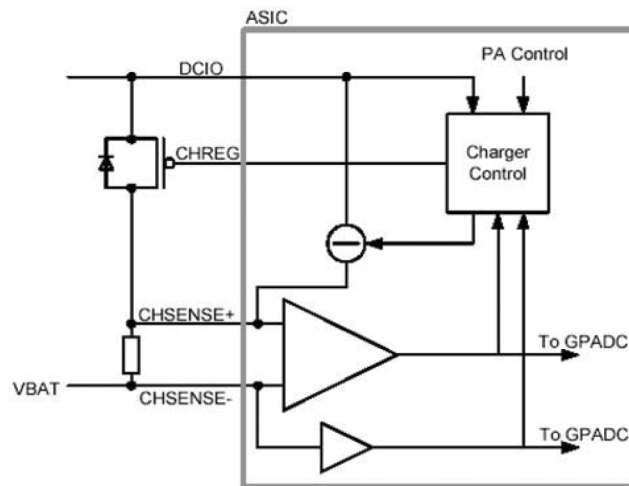 ASIC
DCIO
PA Control
CHREG
Charger
Control
CHSENSE+
To GPADC
VBAT
CHSENSE-
To GPADC